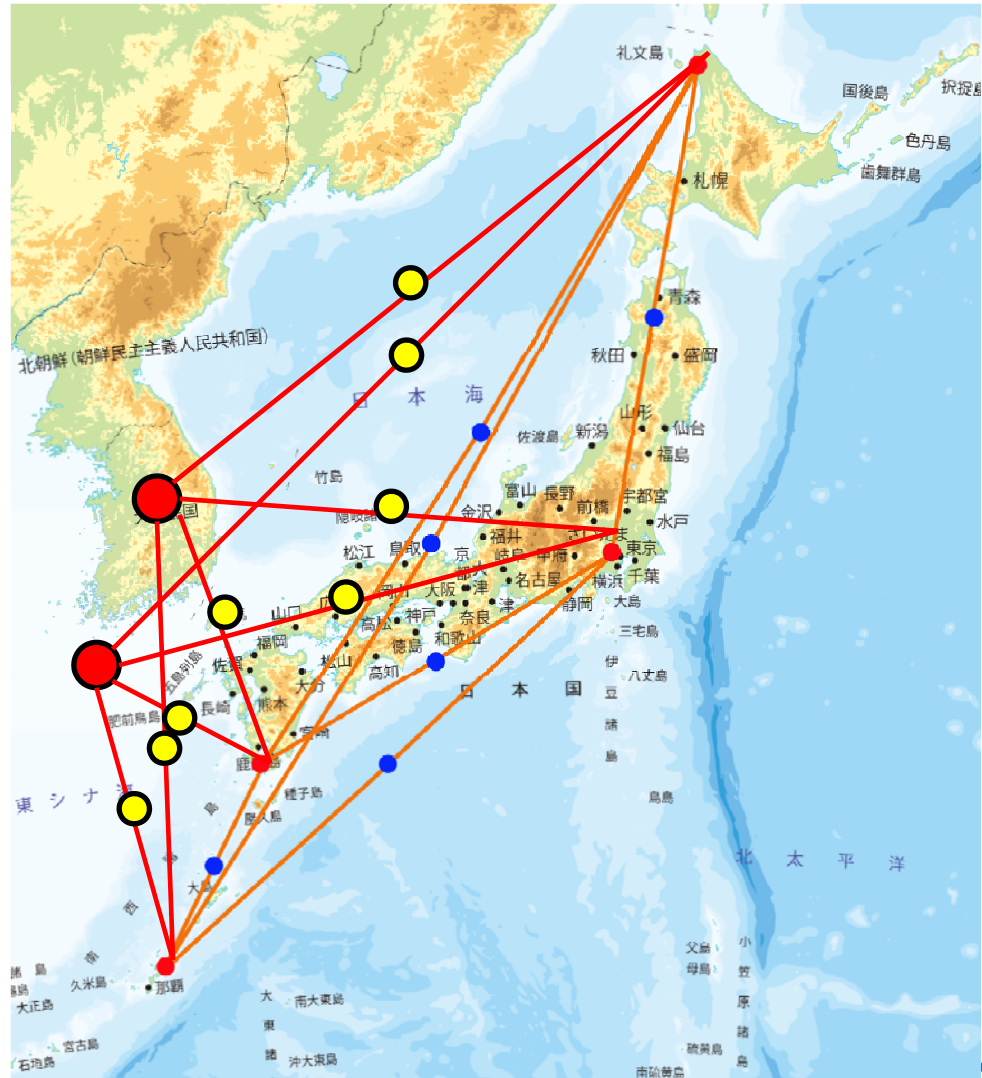 礼文島
国後島
択捉島
色丹島
歯舞群島
札幌
青森
北朝鮮(朝鮮民主主義人民共和国)
秋田
盛岡
日本海
山形
佐渡島
新潟
仙台
福島
竹島
富山
長野
前橋
宇都宮
金沢
水戸
福井
松江
鳥取
岐阜
甲府
東京
京都
名古屋
横浜
千葉
大阪
津
静岡
大島
山口
高松
神戸
奈良
三宅島
福岡
徳島
和歌山
五島列島
佐賀
松山
高知
伊豆諸島
八丈島
大分
日本国
肥前鳥島
長崎
熊本
宮崎
東シナ海
種子島
鳥島
屋久島
北太平洋
南西
諸島
久米島
那覇
大正島
大東諸
南大東島
父島
母島
小笠原諸島
宮古島
石垣島
沖大東島
硫黄島
南硫黄島